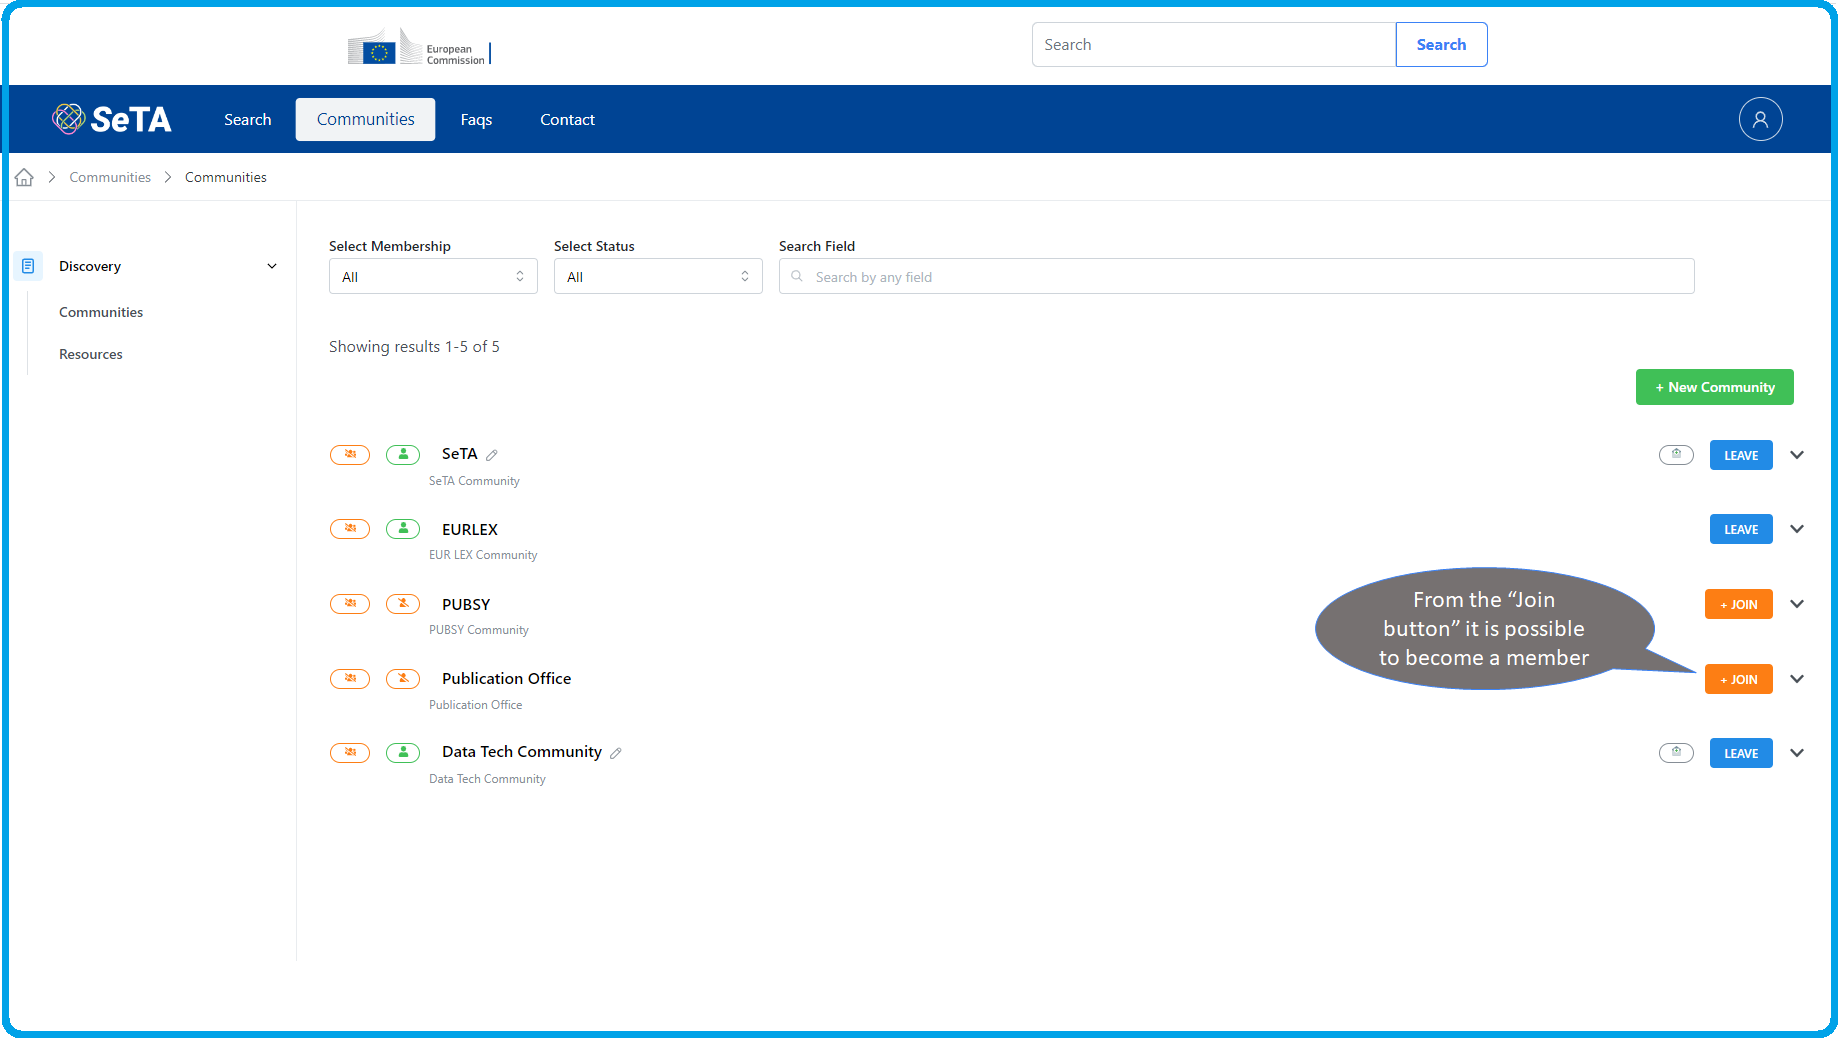 European
Commission
Search
Search
SeTA
Search
Communities
Faqs
Contact
Communities
Communities
Discovery
Communities
Resources
Select Membership
All
Select Status
All
Search Field
Search by any field
Showing results 1-5 of 5
+ New Community
SeTA
SeTA Community
LEAVE
EURLEX
EUR LEX Community
LEAVE
PUBSY
PUBSY Community
+ JOIN
From the “Join
button” it is possible
to become a member
Publication Office
Publication Office
+ JOIN
Data Tech Community
Data Tech Community
LEAVE